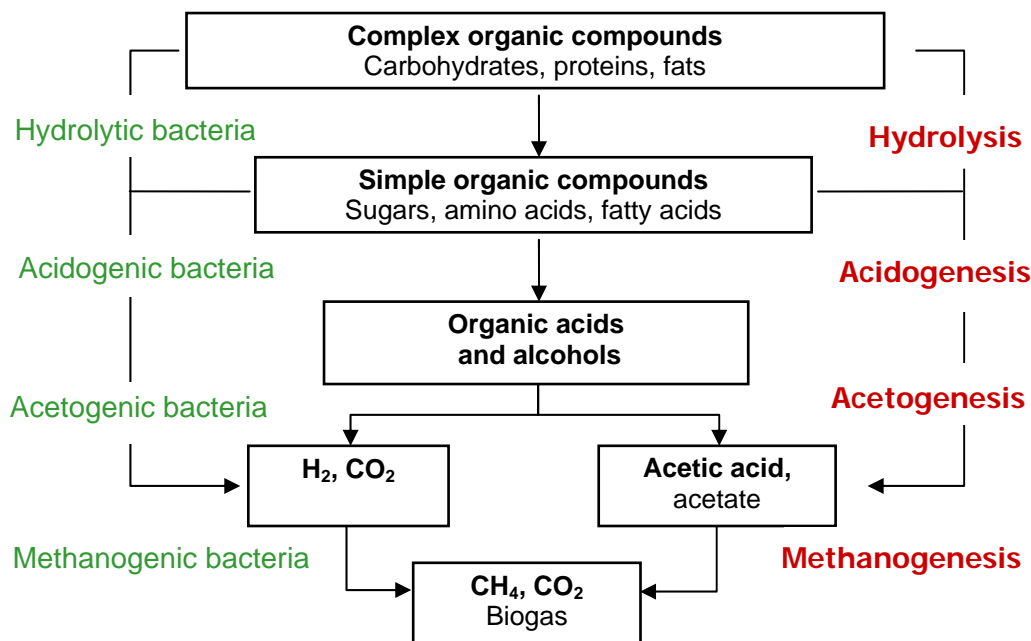 Complex organic compounds
Carbohydrates, proteins, fats
Hydrolytic bacteria
Hydrolysis
Simple organic compounds
Sugars, amino acids, fatty acids
Acidogenic bacteria
Acidogenesis
Organic acids
and alcohols
Acetogenic bacteria
Acetogenesis
H₂, CO₂
Acetic acid,
acetate
Methanogenic bacteria
Methanogenesis
CH₄, CO₂
Biogas